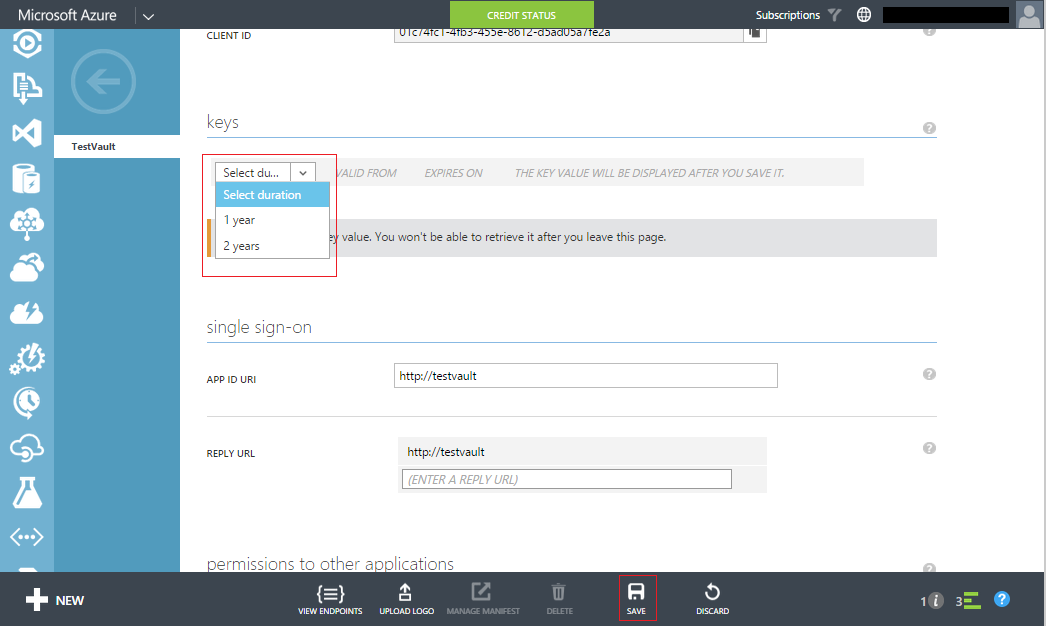 Microsoft Azure
CREDIT STATUS
Subscriptions
CLIENT ID
01c74fc1-4fb3-455e-8612-d5ad05a7fe2a
TestVault
keys
Select du... VALID FROM EXPIRES ON THE KEY VALUE WILL BE DISPLAYED AFTER YOU SAVE IT.
Select duration
1 year
value. You won't be able to retrieve it after you leave this page.
2 years
single sign-on
APP ID URI
http://testvault
REPLY URL
http://testvault
(ENTER A REPLY URL)
permissions to other applications
NEW
VIEW ENDPOINTS
UPLOAD LOGO
MANAGE MANIFEST
DELETE
SAVE
DISCARD
1
3